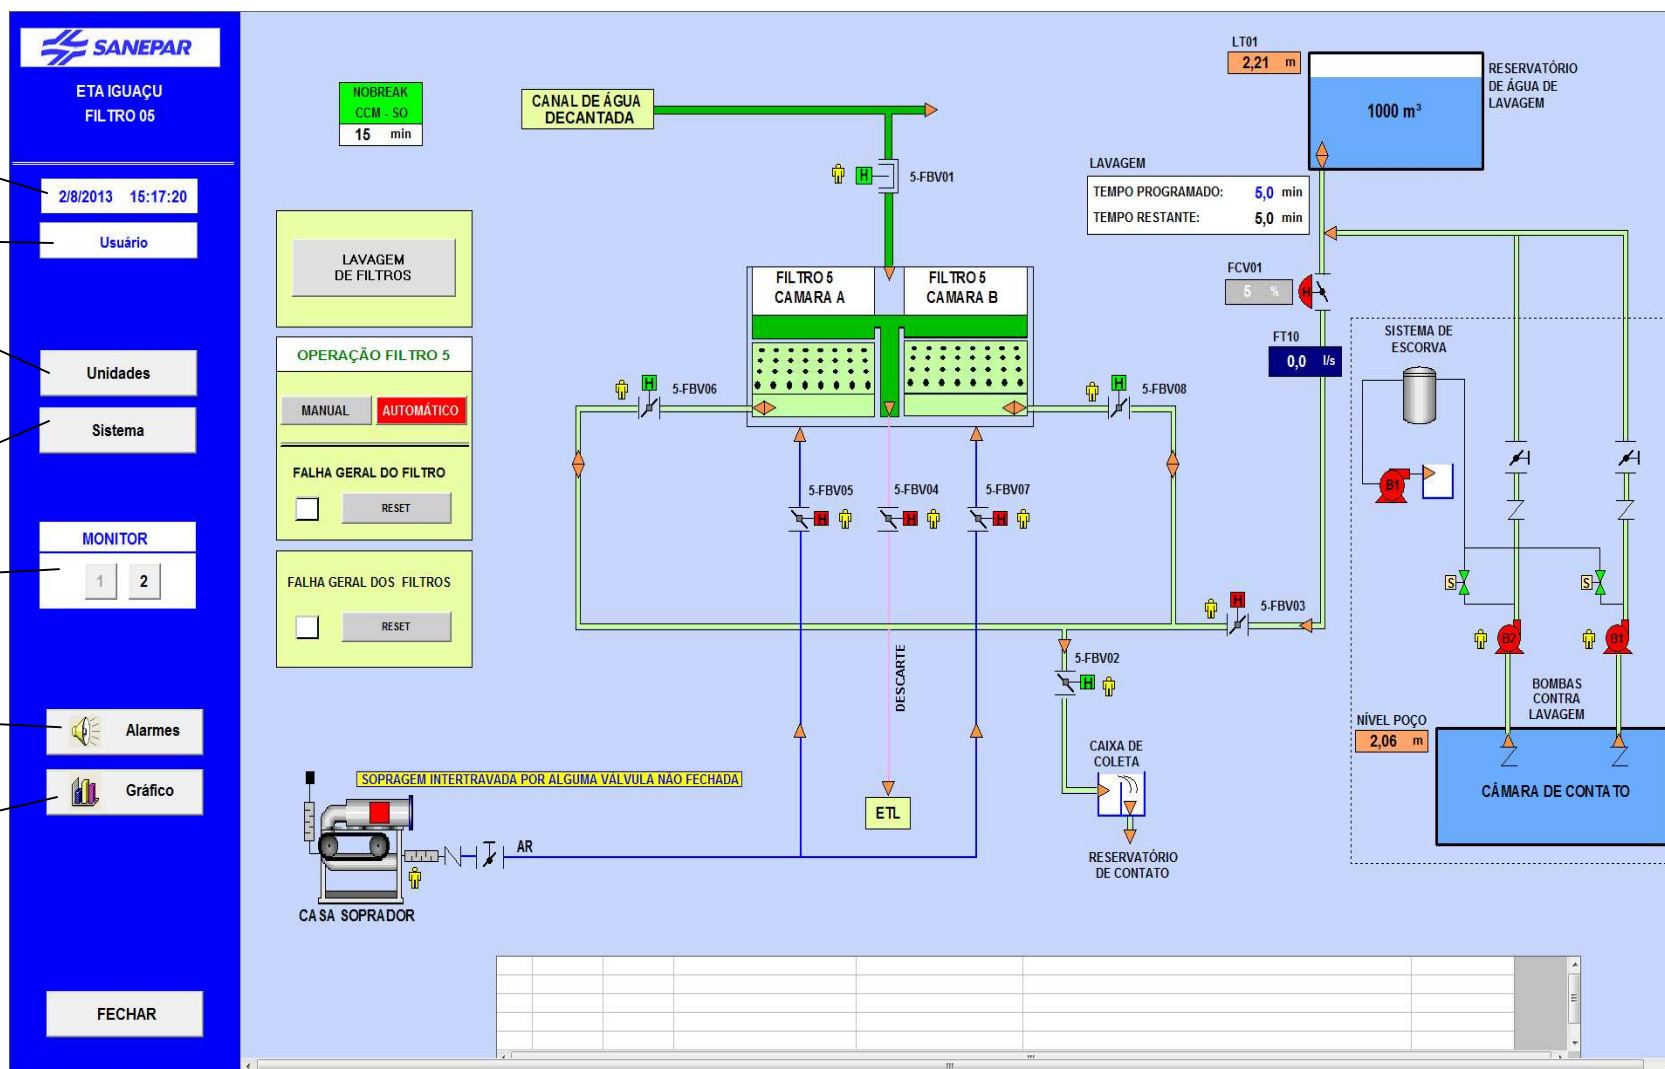 SANEPAR
ETA IGUAÇU
FILTRO 05
2/8/2013 15:17:20
Usuário
Unidades
Sistema
MONITOR
1 2
Alarmes
Gráfico
FECHAR
NOBREAK
CCM - SO
15 min
LAVAGEM
DE FILTROS
OPERAÇÃO FILTRO 5
MANUAL AUTOMÁTICO
FALHA GERAL DO FILTRO
RESET
FALHA GERAL DOS FILTROS
RESET
CANAL DE ÁGUA
DECANTADA
H 5-FBV01
FILTRO 5
CAMARA A
FILTRO 5
CAMARA B
H 5-FBV06
H 5-FBV08
5-FBV05
H
5-FBV04
H
5-FBV07
H
H 5-FBV03
5-FBV02
H
DESCARTE
ETL
CAIXA DE
COLETA
RESERVATÓRIO
DE CONTATO
SOPRAGEM INTERTRAVADA POR ALGUMA VÁLVULA NÃO FECHADA
AR
CASA SOPRADOR
LT01
2,21 m
1000 m³
RESERVATÓRIO
DE ÁGUA DE
LAVAGEM
LAVAGEM
TEMPO PROGRAMADO: 5,0 min
TEMPO RESTANTE: 5,0 min
FCV01
5 %
H
FT10
0,0 l/s
SISTEMA DE
ESCORVA
B1
S
S
B2
B1
BOMBAS
CONTRA
LAVAGEM
NÍVEL POÇO
2,06 m
CÂMARA DE CONTATO